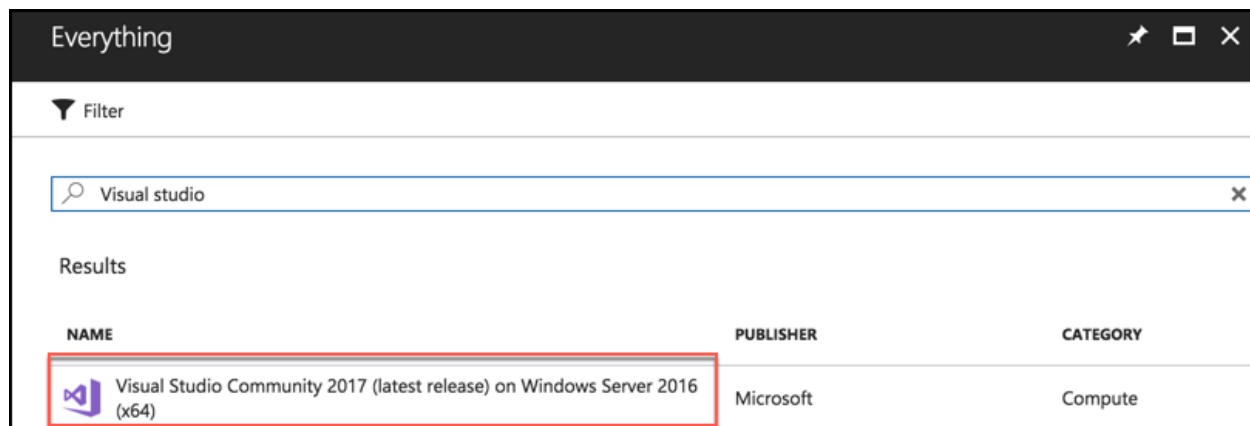 Everything
Filter
Visual studio
Results
NAME PUBLISHER CATEGORY
Visual Studio Community 2017 (latest release) on Windows Server 2016
(x64) Microsoft Compute